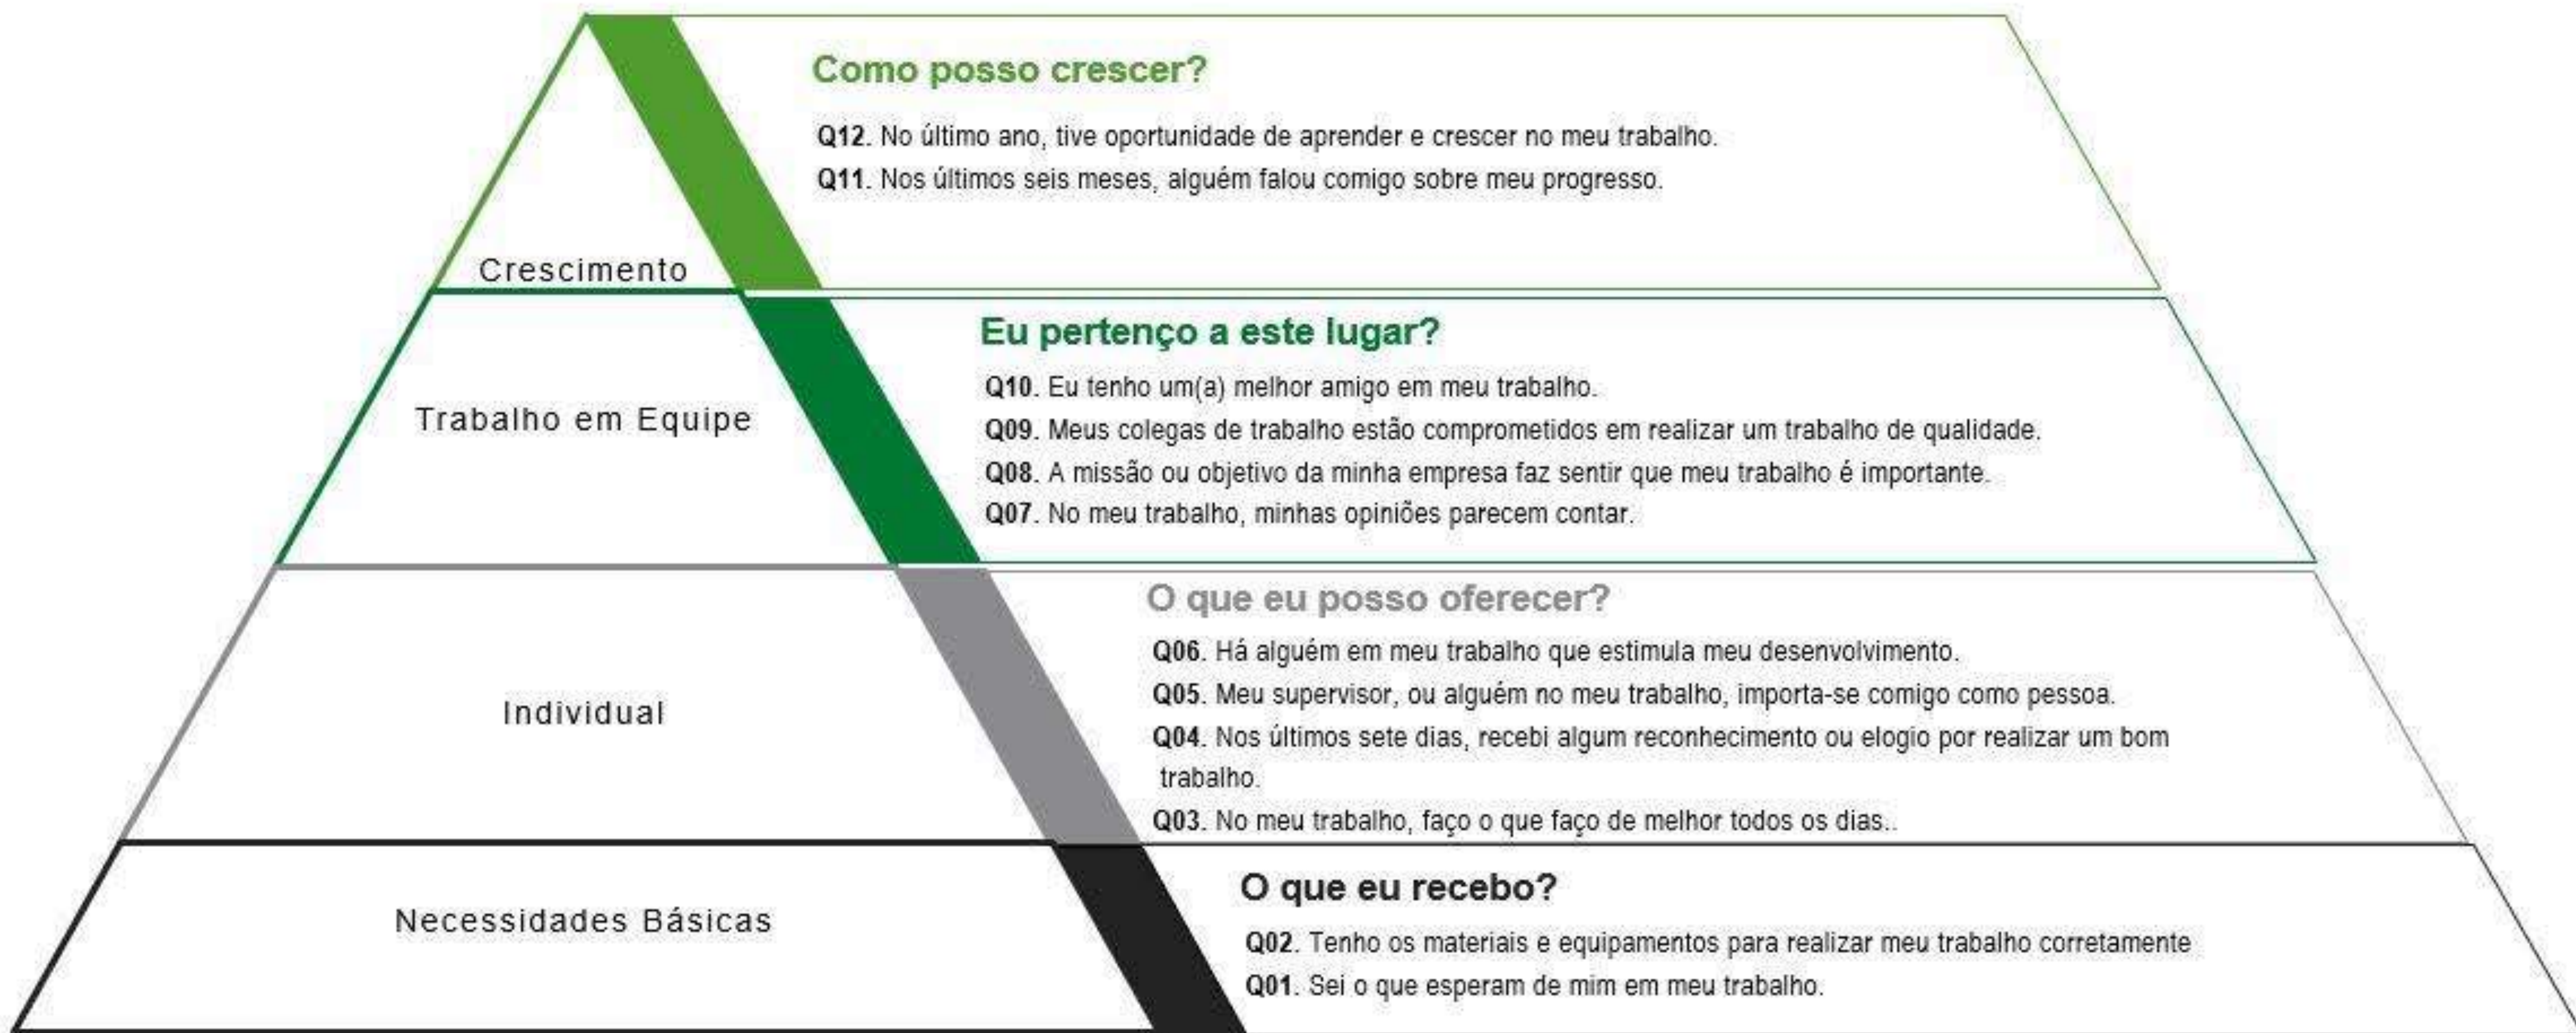 Como posso crescer?
Q12. No último ano, tive oportunidade de aprender e crescer no meu trabalho.
Q11. Nos últimos seis meses, alguém falou comigo sobre meu progresso.
Crescimento
Eu pertenço a este lugar?
Q10. Eu tenho um(a) melhor amigo em meu trabalho.
Q09. Meus colegas de trabalho estão comprometidos em realizar um trabalho de qualidade.
Q08. A missão ou objetivo da minha empresa faz sentir que meu trabalho é importante.
Q07. No meu trabalho, minhas opiniões parecem contar.
Trabalho em Equipe
O que eu posso oferecer?
Q06. Há alguém em meu trabalho que estimula meu desenvolvimento.
Q05. Meu supervisor, ou alguém no meu trabalho, importa-se comigo como pessoa.
Q04. Nos últimos sete dias, recebi algum reconhecimento ou elogio por realizar um bom
trabalho.
Q03. No meu trabalho, faço o que faço de melhor todos os dias..
Individual
O que eu recebo?
Q02. Tenho os materiais e equipamentos para realizar meu trabalho corretamente
Q01. Sei o que esperam de mim em meu trabalho.
Necessidades Básicas